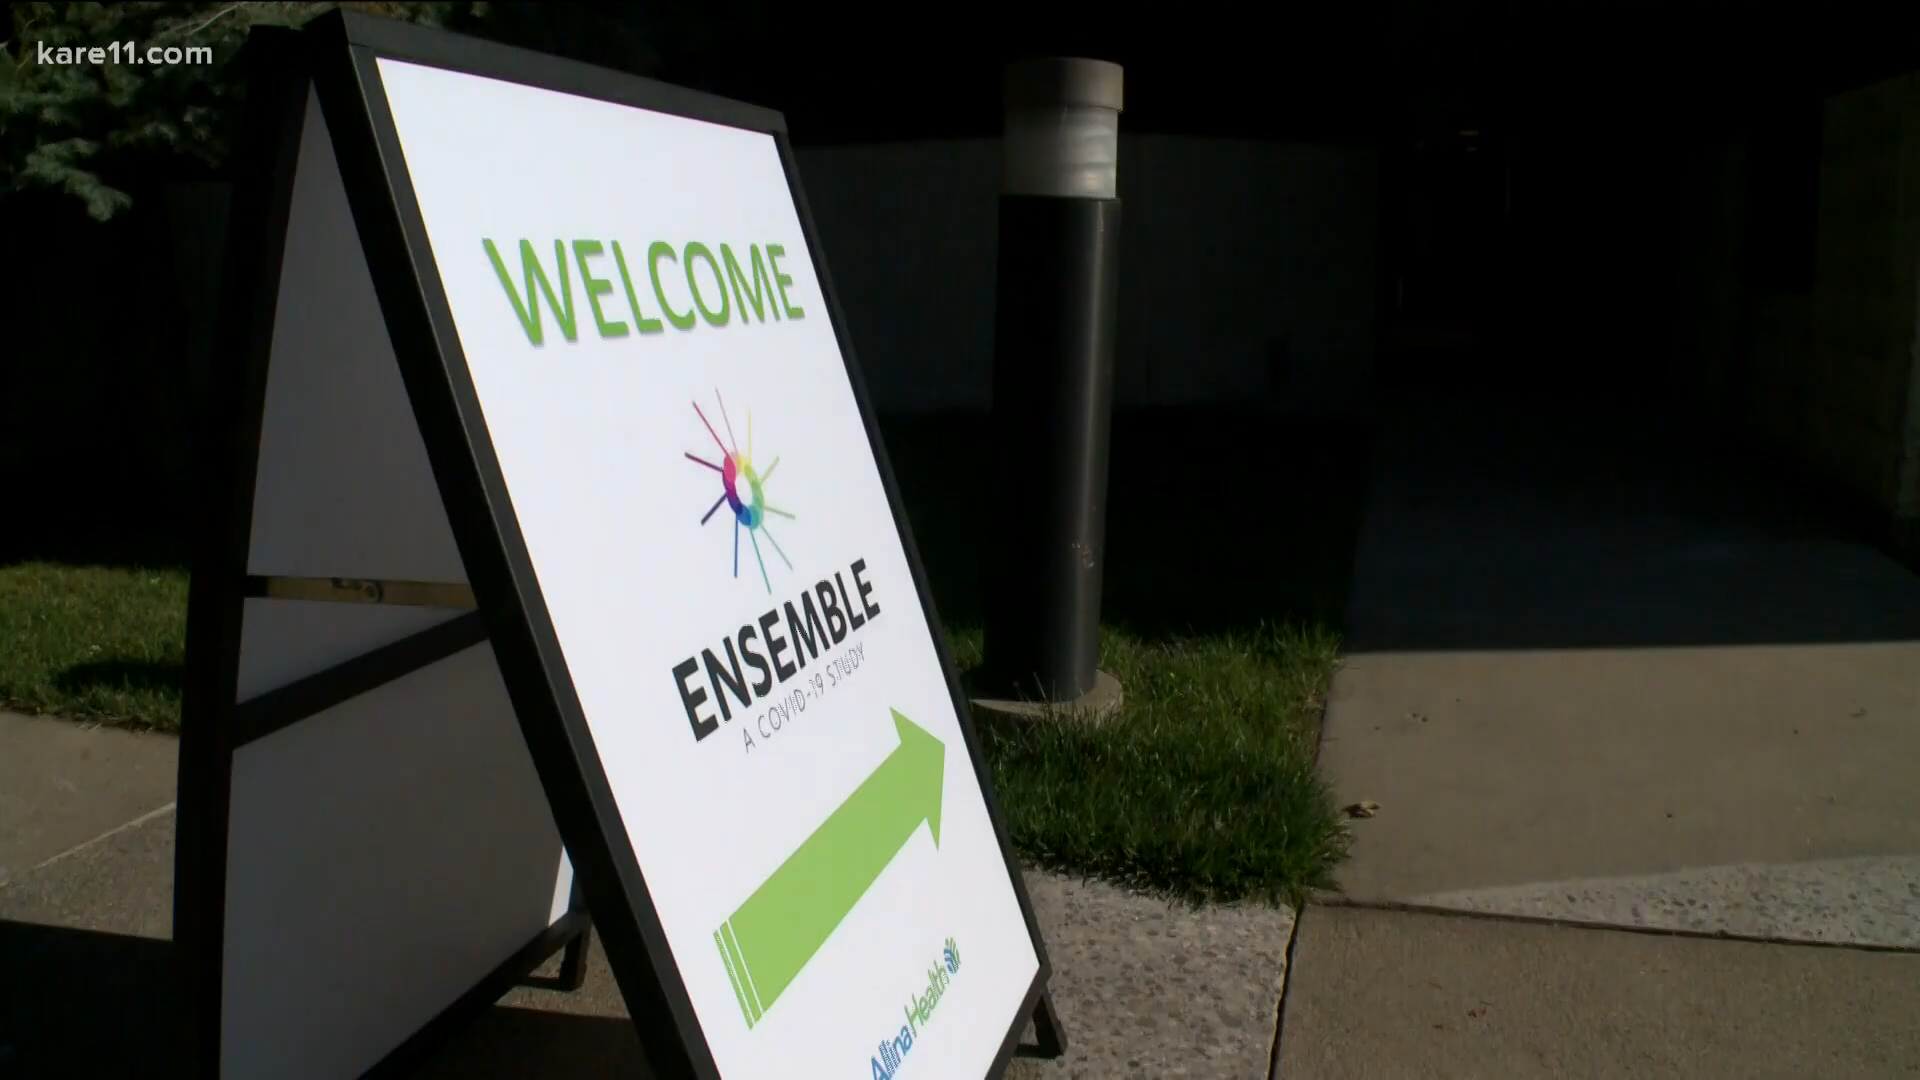 kare11.com
WELCOME
ENSEMBLE
A COVID-19 STUDY
Allina Health